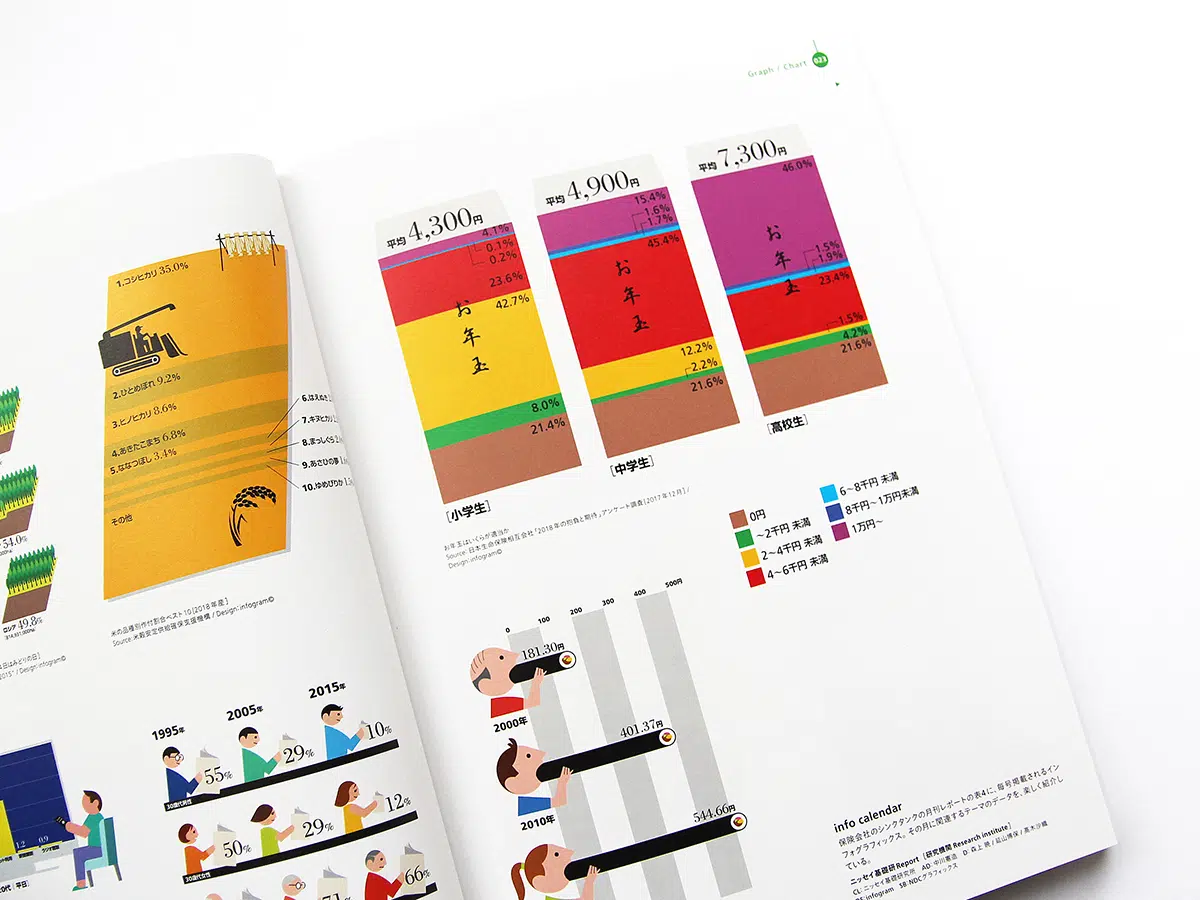 Graph / Chart 023
1.コシヒカリ 35.0%
2.ひとめぼれ 9.2%
3.ヒノヒカリ 8.6%
4.あきたこまち 6.8%
5.ななつぼし 3.4%
6.はえぬき
7.キヌヒカリ
8.まっしぐら
9.あさひの夢
10.ゆめぴりか
その他
米の品種別作付割合ベスト10 [2018年産]
Source: 米穀安定供給確保支援機構 / Design: infogram©
54.0%
ロシア 49.8%
平均 4,300円
4.1%
0.1%
0.2%
23.6%
42.7%
8.0%
21.4%
お年玉
[小学生]
平均 4,900円
15.4%
1.6%
1.7%
45.4%
12.2%
2.2%
21.6%
お年玉
[中学生]
平均 7,300円
46.0%
1.5%
1.9%
23.4%
1.5%
4.2%
21.6%
お年玉
[高校生]
お年玉はいくらが適当か
Source: 日本生命保険相互会社「2018年の抱負と期待」アンケート調査 [2017年12月] /
Design: infogram©
0円
～2千円 未満
2～4千円 未満
4～6千円 未満
6～8千円 未満
8千円～1万円未満
1万円～
1995年
2005年
2015年
55%
29%
10%
30歳代男性
50%
29%
12%
30歳代女性
66%
1.2
0.9
0
100
200
300
400
500円
181.30円
2000年
401.37円
2010年
544.66円
info calendar
保険会社のシンクタンクの月刊レポートの表4に、毎号掲載されるイン
フォグラフィックス。その月に関連するテーマのデータを、楽しく紹介し
ている。
ニッセイ基礎研 Report [研究機関 Research institute]
CL: ニッセイ基礎研究所 AD: 中川憲造 D: 森上 暁 / 延山博保 / 髙木沙織
DF: infogram SB: NDCグラフィックス